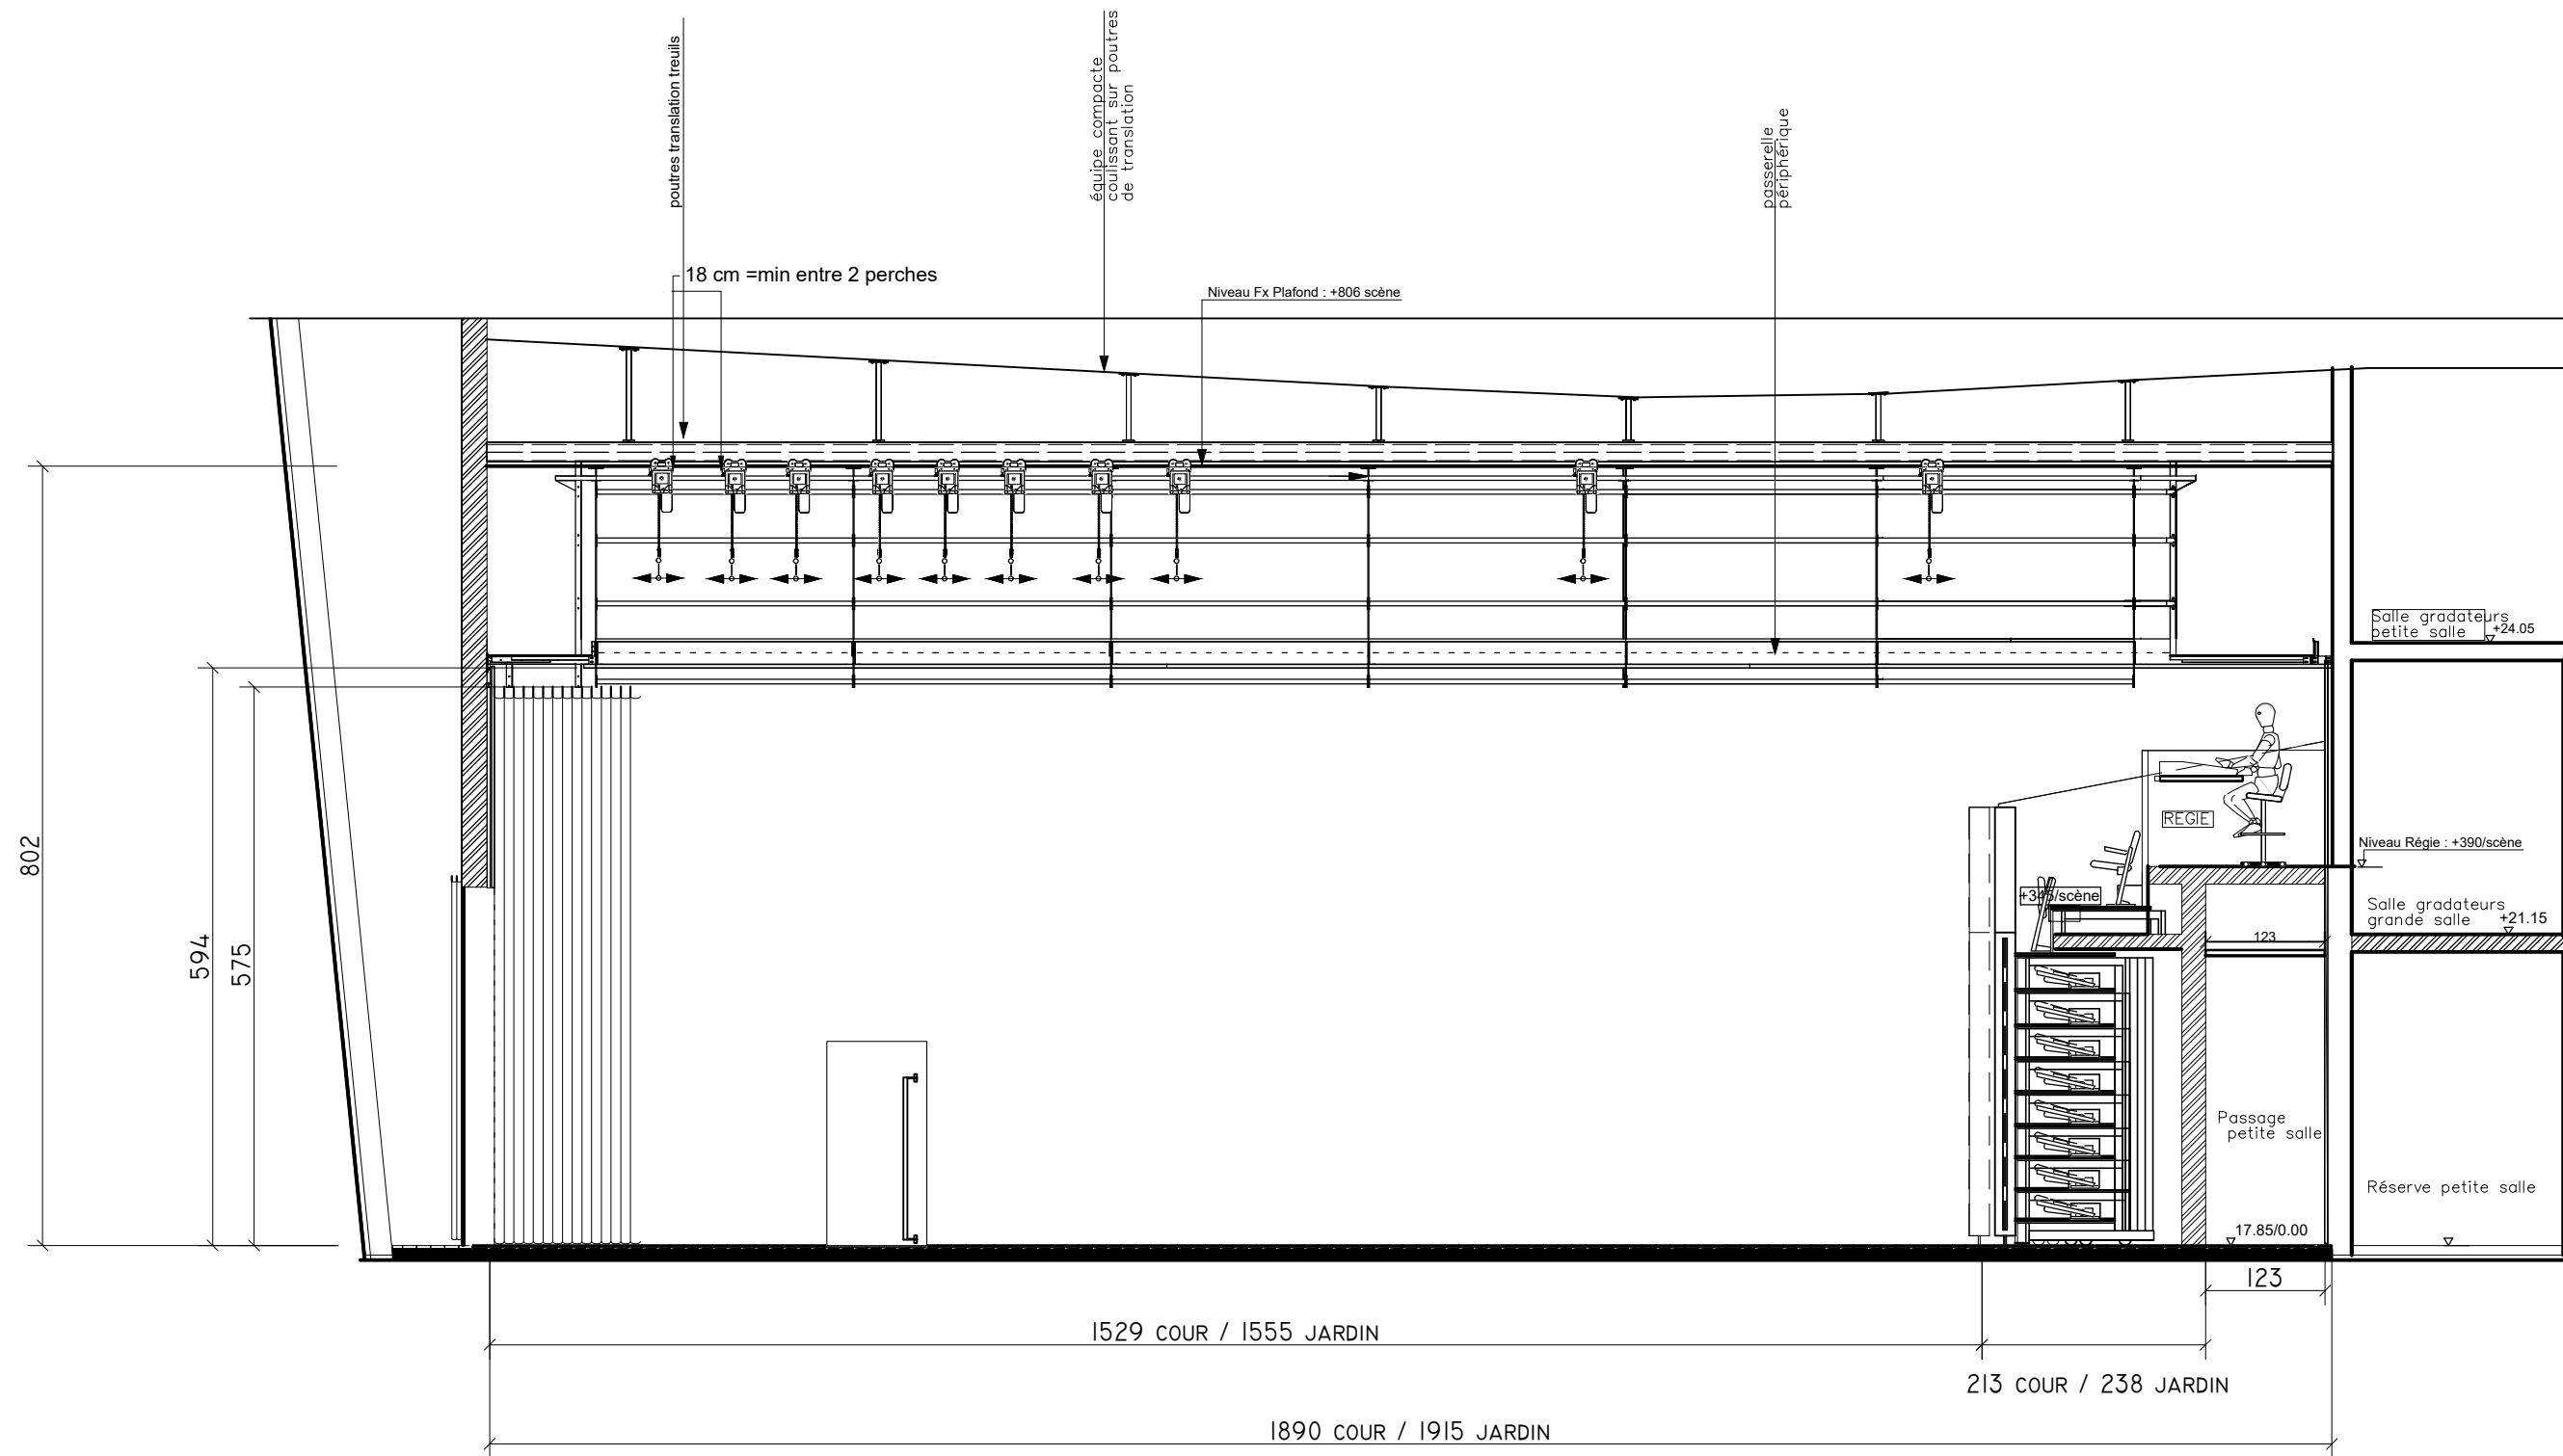 poutres translation treuils
équipe compacte
coulissant sur poutres
de translation
passerelle
périphérique
18 cm =min entre 2 perches
Niveau Fx Plafond : +806 scène
Salle gradateurs
petite salle
+24.05
802
594
575
REGIE
Niveau Régie : +390/scène
+345/scène
Salle gradateurs
grande salle
+21.15
123
Passage
petite salle
Réserve petite salle
17.85/0.00
123
1529 COUR / 1555 JARDIN
213 COUR / 238 JARDIN
1890 COUR / 1915 JARDIN